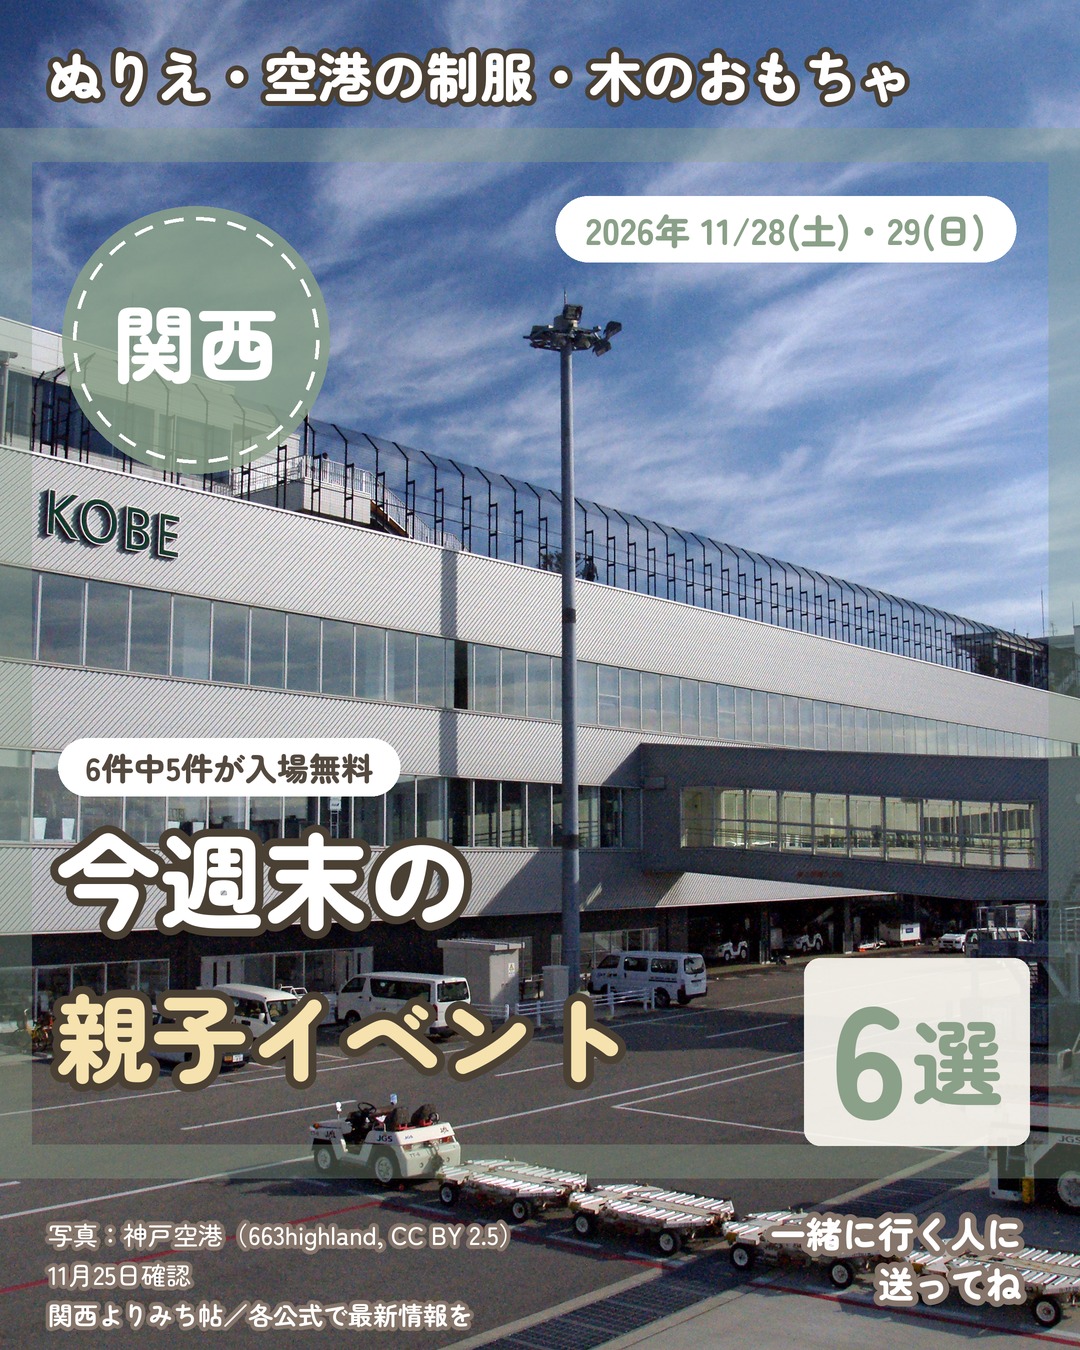 ぬりえ・空港の制服・木のおもちゃ
2026年 11/28(土)・29(日)
関西
KOBE
6件中5件が入場無料
今週末の
親子イベント
6選
JGS
写真：神戸空港（663highland, CC BY 2.5）
11月25日確認
関西よりみち帖／各公式で最新情報を
一緒に行く人に
送ってね